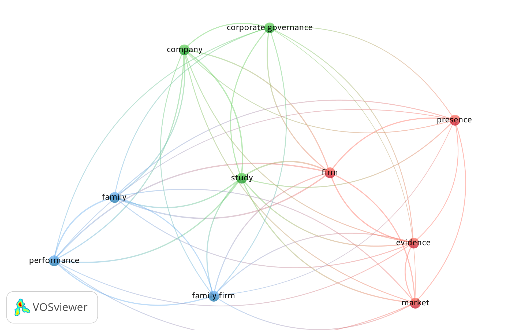 corporate governance
company
presence
firm
study
family
evidence
performance
family firm
market
VOSviewer